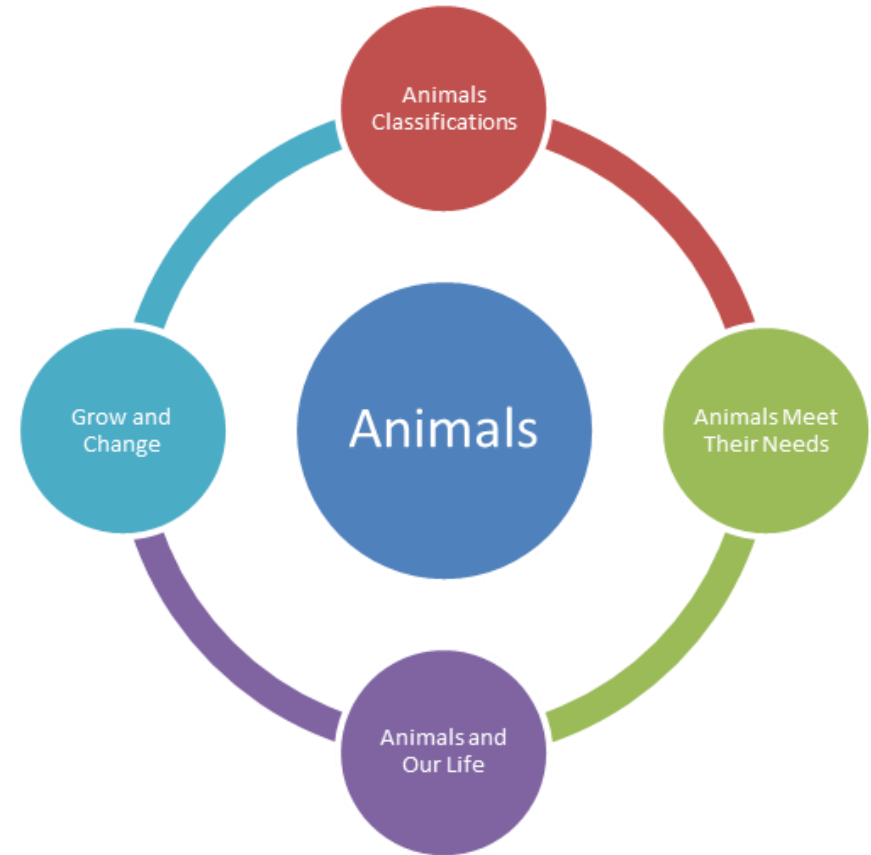 Animals
Classifications
Grow and
Change
Animals
Animals Meet
Their Needs
Animals and
Our Life